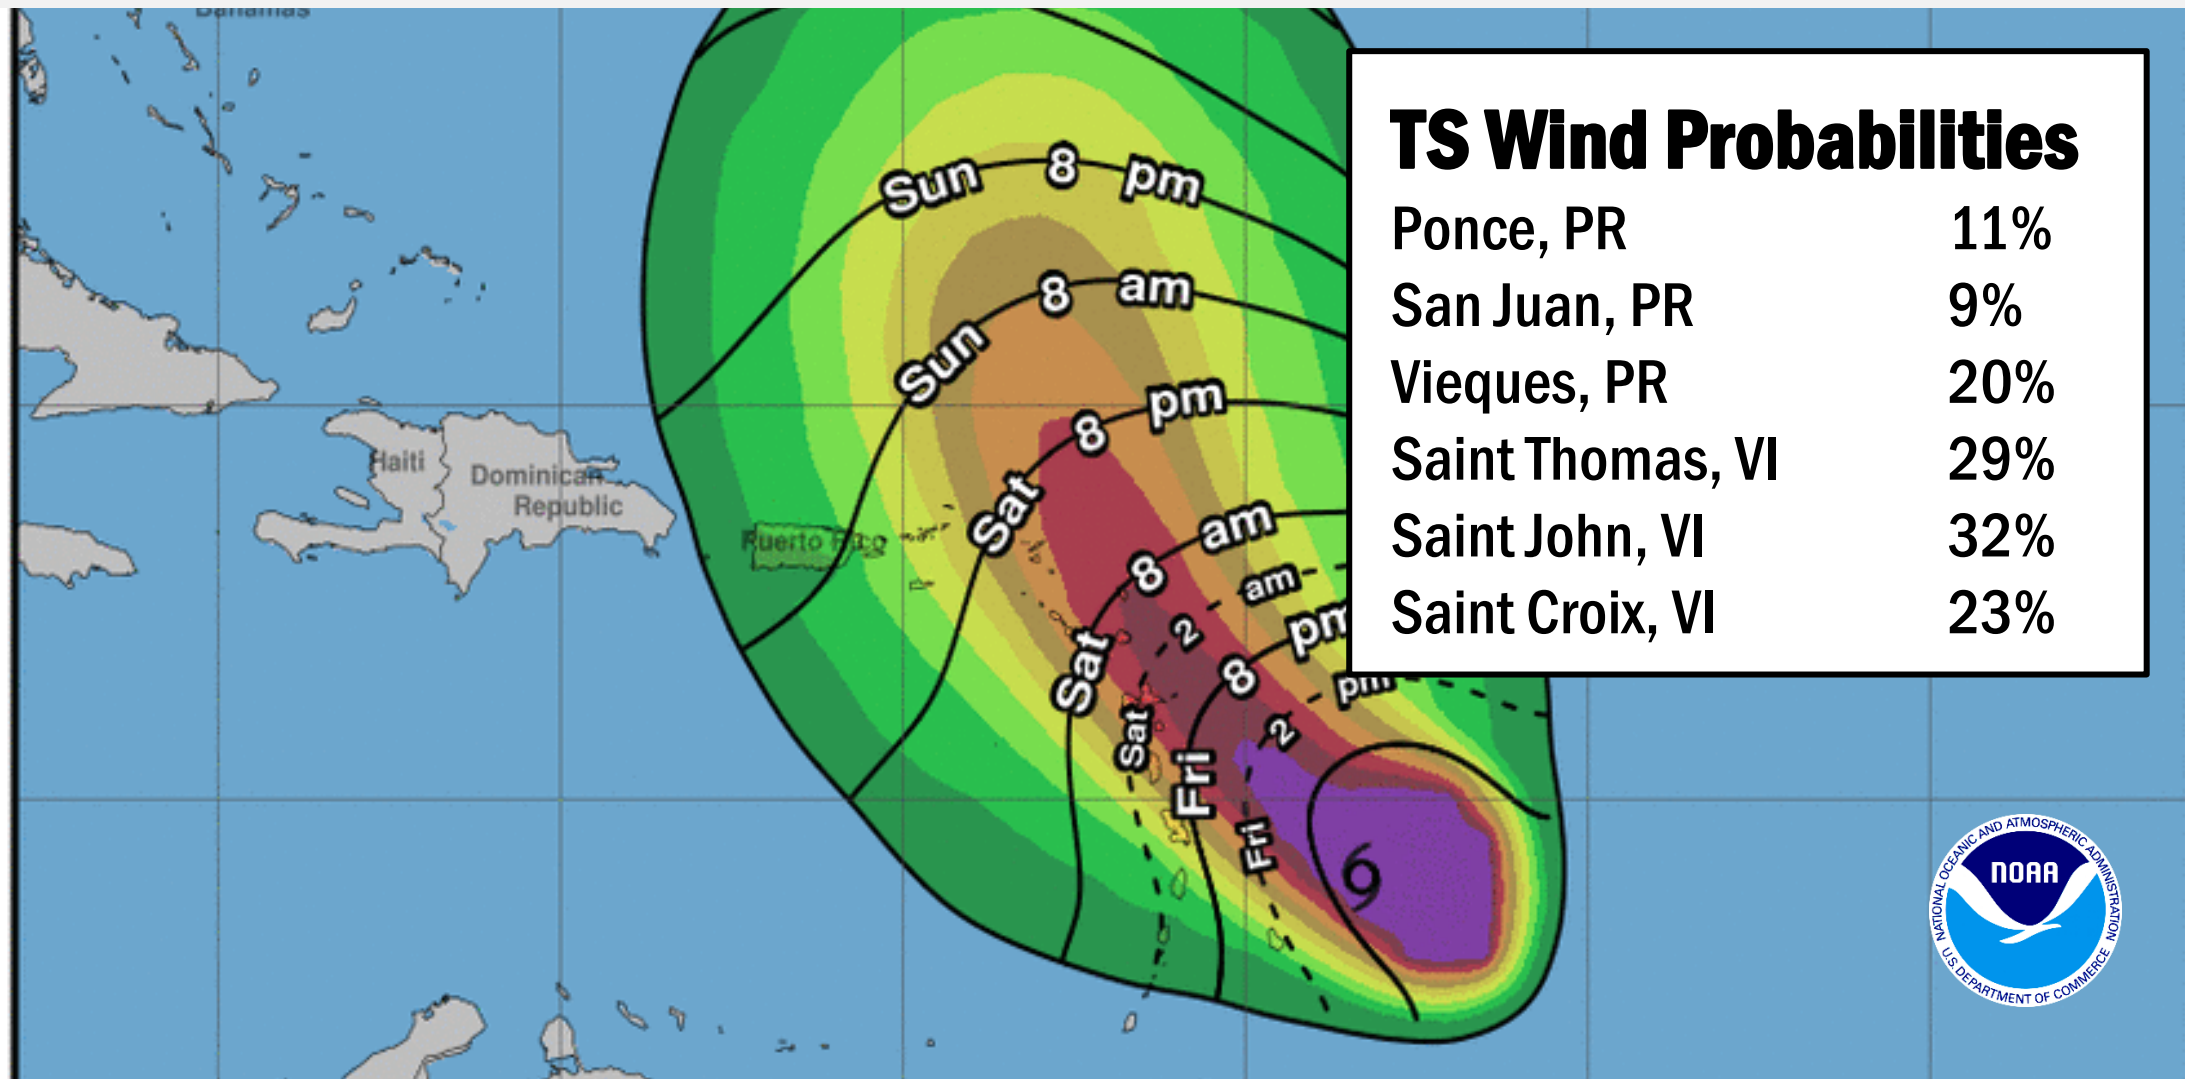 Bahamas
Sun 8 pm
Sun 8 am
Sat 8 pm
Sat 8 am
Sat 2 am
Fri 8 pm
Fri 2 pm
Haiti
Dominican
Republic
Puerto Rico
TS Wind Probabilities
Ponce, PR 11%
San Juan, PR 9%
Vieques, PR 20%
Saint Thomas, VI 29%
Saint John, VI 32%
Saint Croix, VI 23%
NATIONAL OCEANIC AND ATMOSPHERIC ADMINISTRATION
NOAA
U.S. DEPARTMENT OF COMMERCE